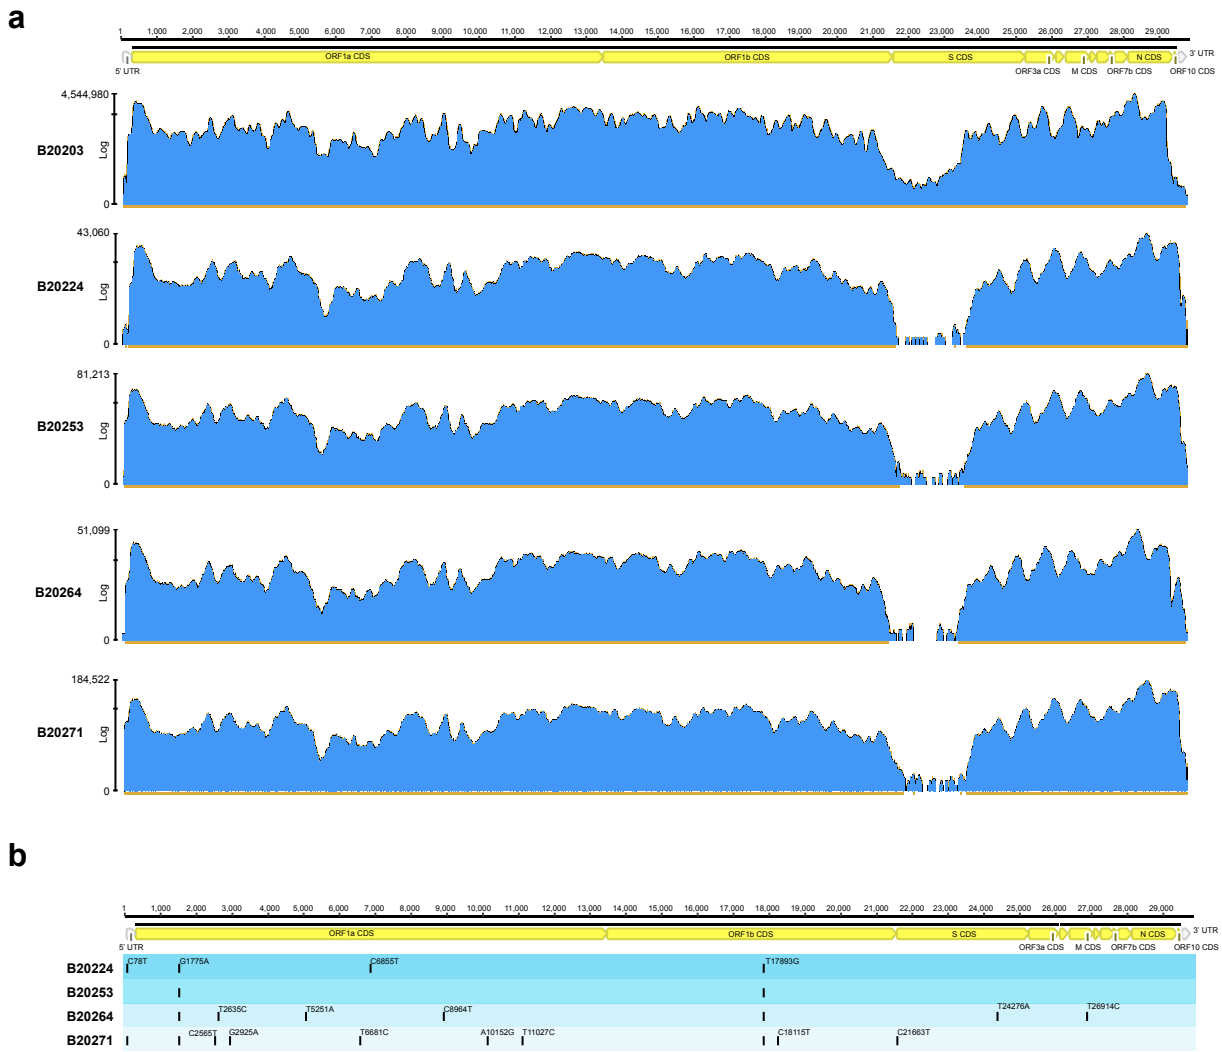 a
1 1,000 2,000 3,000 4,000 5,000 6,000 7,000 8,000 9,000 10,000 11,000 12,000 13,000 14,000 15,000 16,000 17,000 18,000 19,000 20,000 21,000 22,000 23,000 24,000 25,000 26,000 27,000 28,000 29,000
ORF1a CDS ORF1b CDS S CDS N CDS 3' UTR
5' UTR ORF3a CDS M CDS ORF7b CDS ORF10 CDS
4,544,980
B20203 Log
0
43,060
B20224 Log
0
81,213
B20253 Log
0
51,099
B20264 Log
0
184,522
B20271 Log
0
b
1 1,000 2,000 3,000 4,000 5,000 6,000 7,000 8,000 9,000 10,000 11,000 12,000 13,000 14,000 15,000 16,000 17,000 18,000 19,000 20,000 21,000 22,000 23,000 24,000 25,000 26,000 27,000 28,000 29,000
ORF1a CDS ORF1b CDS S CDS N CDS 3' UTR
5' UTR ORF3a CDS M CDS ORF7b CDS ORF10 CDS
B20224 C78T G1775A C6855T T17893G
B20253
B20264 T2635C T5251A C8964T T24276A T26914C
B20271 C2565T G2925A T6681C A10152G T11027C C18115T C21663T